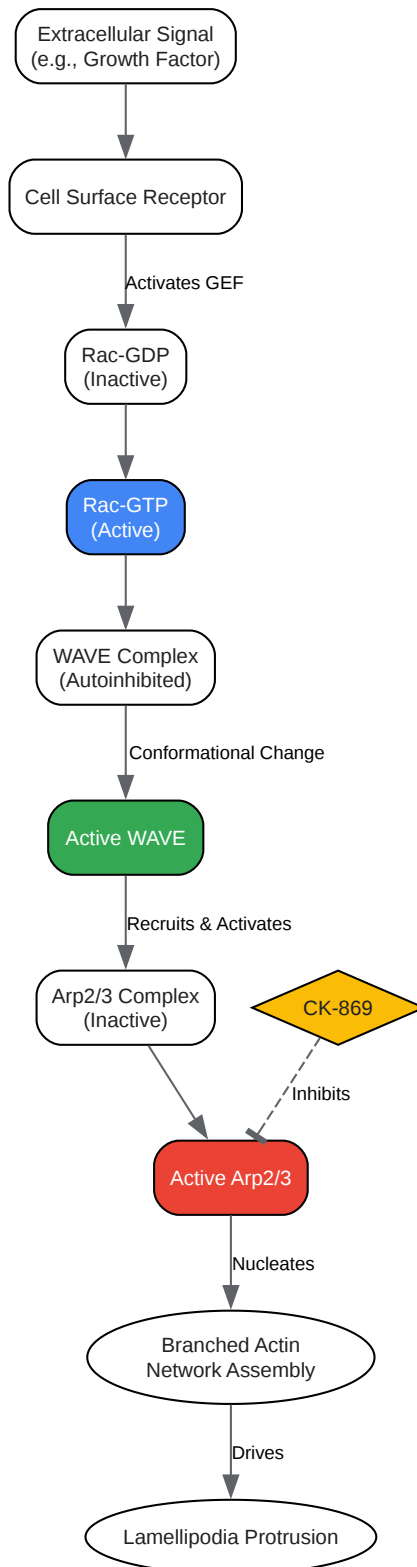 Extracellular Signal
(e.g., Growth Factor)
Cell Surface Receptor
Activates GEF
Rac-GDP
(Inactive)
Rac-GTP
(Active)
WAVE Complex
(Autoinhibited)
Conformational Change
Active WAVE
Recruits & Activates
Arp2/3 Complex
(Inactive)
CK-869
Inhibits
Active Arp2/3
Nucleates
Branched Actin
Network Assembly
Drives
Lamellipodia Protrusion